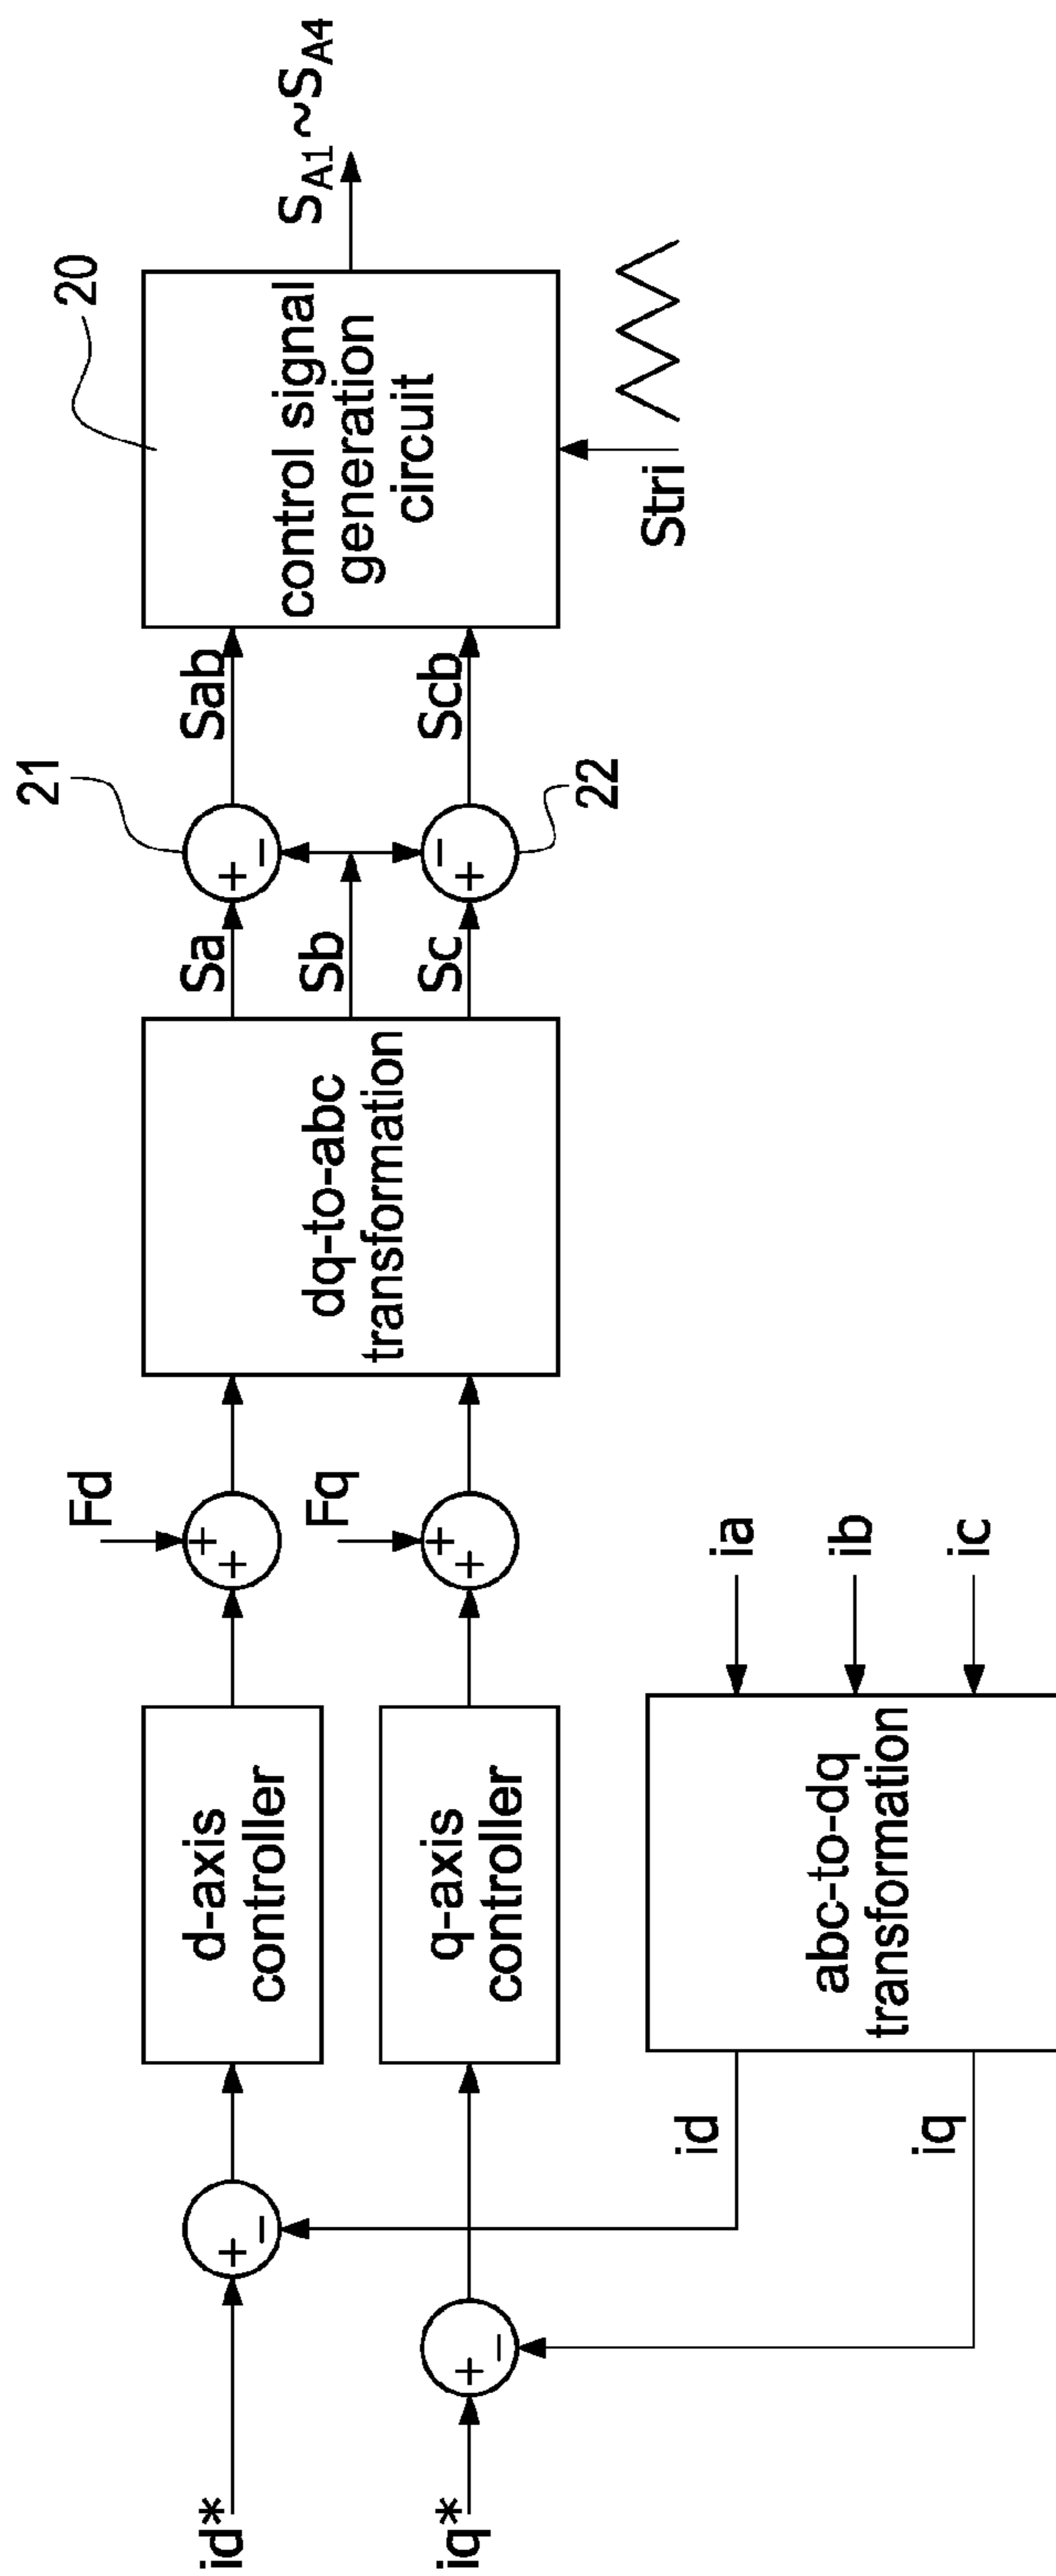 id*
iq*
+
-
+
-
d-axis
controller
q-axis
controller
id
iq
abc-to-dq
transformation
ia
ib
ic
Fd
+
+
Fq
+
+
dq-to-abc
transformation
Sa
Sb
Sc
21
+
-
-
+
22
Sab
Scb
20
control signal
generation
circuit
Stri
SA1~SA4